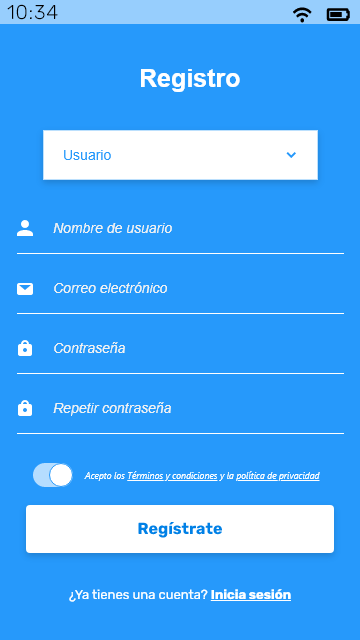 10:34
Registro
Usuario
Nombre de usuario
Correo electrónico
Contraseña
Repetir contraseña
Acepto los Términos y condiciones y la política de privacidad
Regístrate
¿Ya tienes una cuenta? Inicia sesión